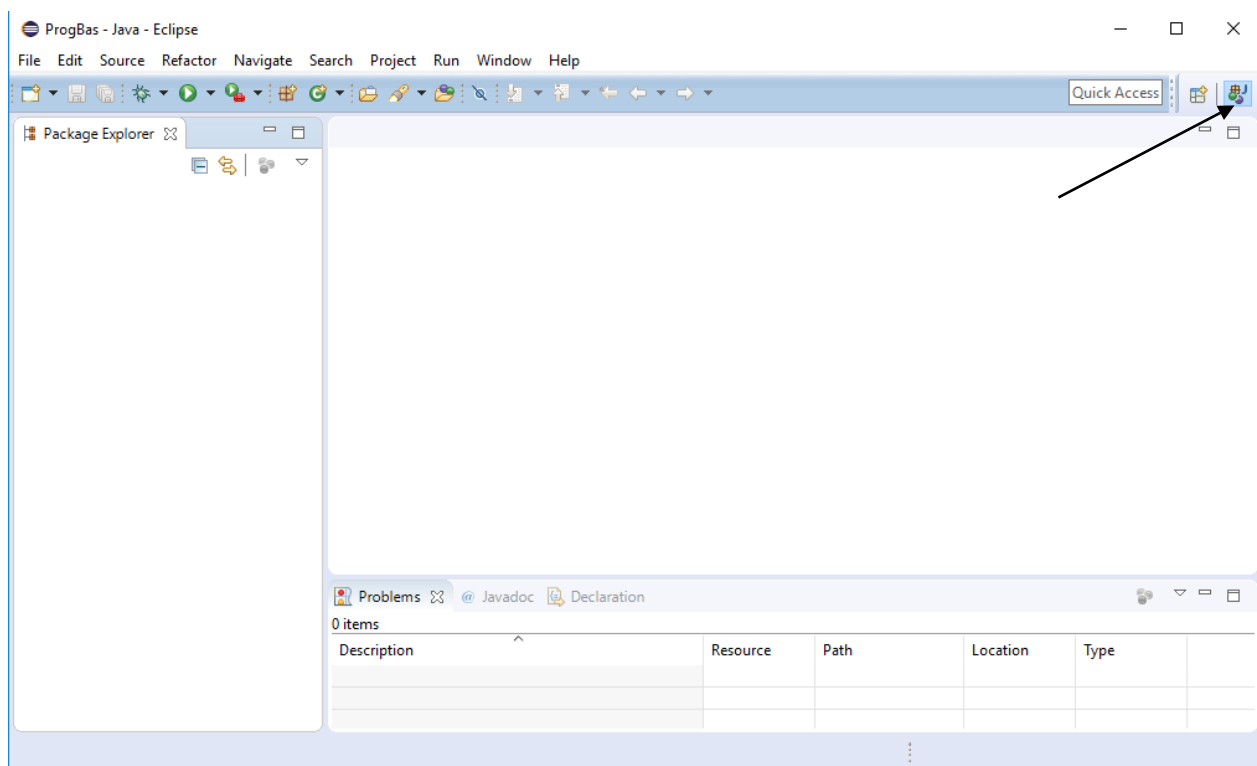 ProgBas - Java - Eclipse
File Edit Source Refactor Navigate Search Project Run Window Help
Quick Access
Package Explorer
Problems @ Javadoc Declaration
0 items
Description Resource Path Location Type